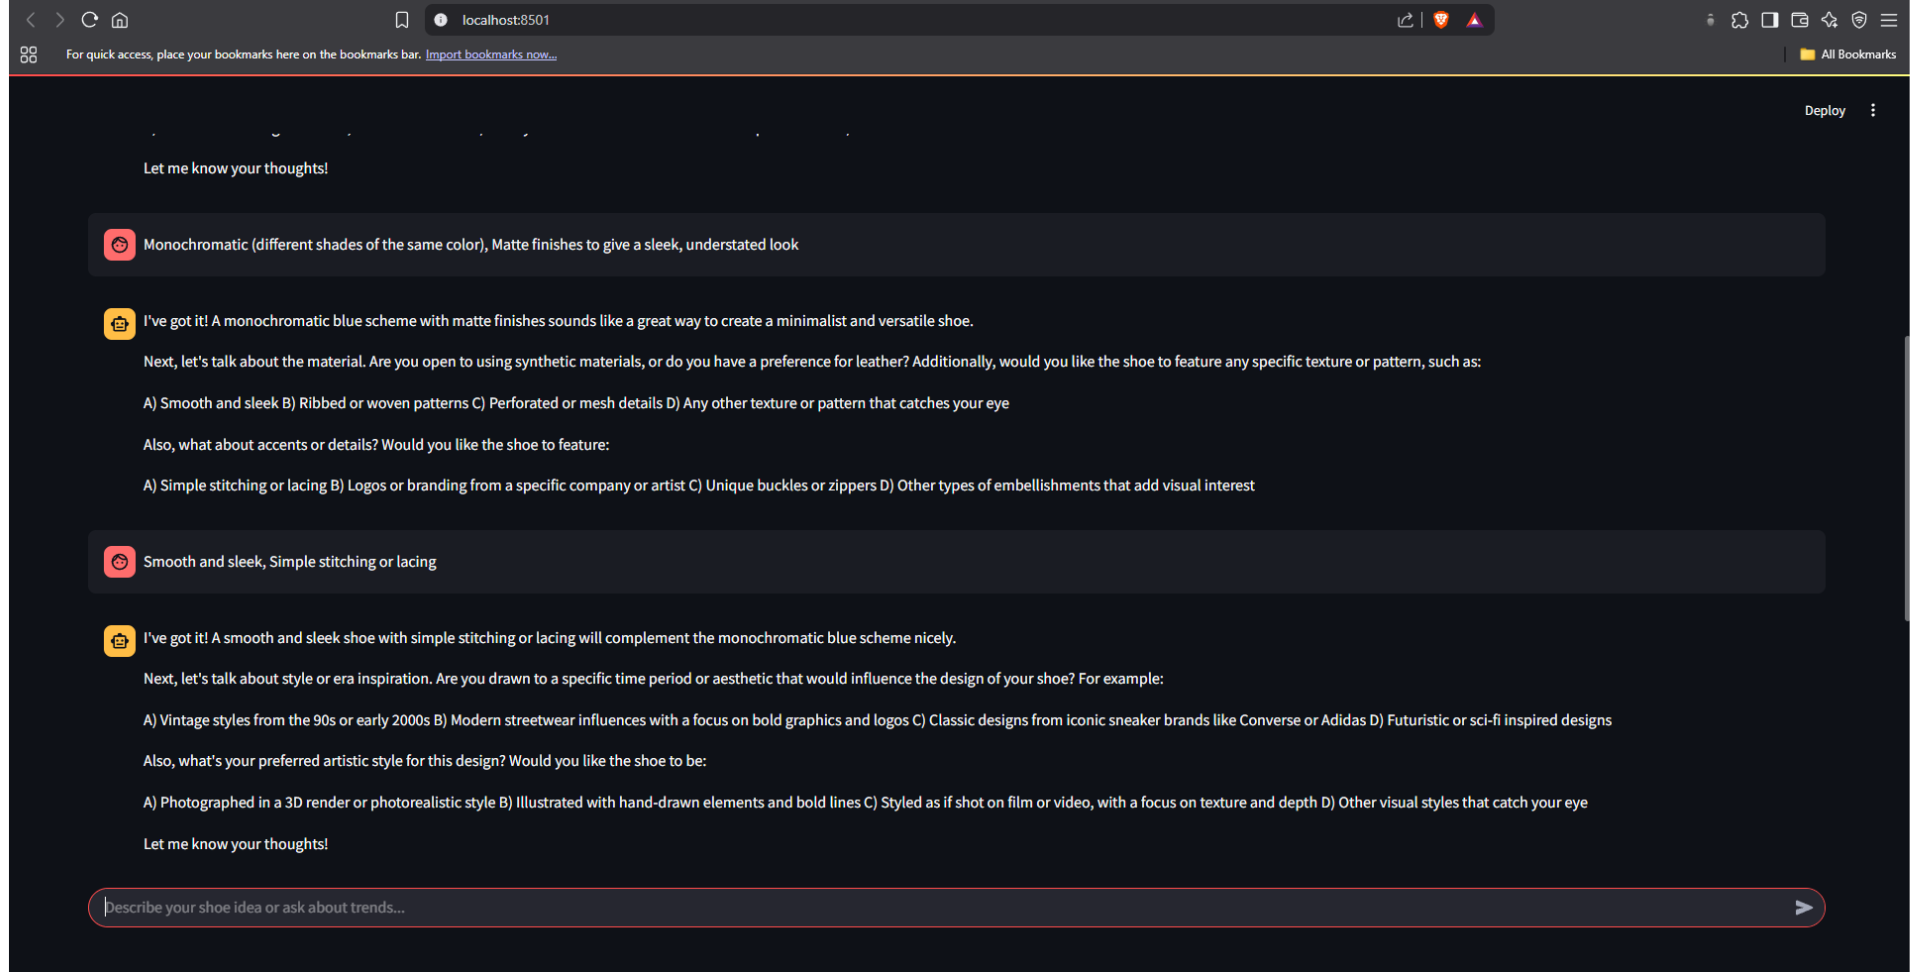 localhost:8501
For quick access, place your bookmarks here on the bookmarks bar. Import bookmarks now...
All Bookmarks
Deploy
Let me know your thoughts!
Monochromatic (different shades of the same color), Matte finishes to give a sleek, understated look
I've got it! A monochromatic blue scheme with matte finishes sounds like a great way to create a minimalist and versatile shoe.
Next, let's talk about the material. Are you open to using synthetic materials, or do you have a preference for leather? Additionally, would you like the shoe to feature any specific texture or pattern, such as:
A) Smooth and sleek B) Ribbed or woven patterns C) Perforated or mesh details D) Any other texture or pattern that catches your eye
Also, what about accents or details? Would you like the shoe to feature:
A) Simple stitching or lacing B) Logos or branding from a specific company or artist C) Unique buckles or zippers D) Other types of embellishments that add visual interest
Smooth and sleek, Simple stitching or lacing
I've got it! A smooth and sleek shoe with simple stitching or lacing will complement the monochromatic blue scheme nicely.
Next, let's talk about style or era inspiration. Are you drawn to a specific time period or aesthetic that would influence the design of your shoe? For example:
A) Vintage styles from the 90s or early 2000s B) Modern streetwear influences with a focus on bold graphics and logos C) Classic designs from iconic sneaker brands like Converse or Adidas D) Futuristic or sci-fi inspired designs
Also, what's your preferred artistic style for this design? Would you like the shoe to be:
A) Photographed in a 3D render or photorealistic style B) Illustrated with hand-drawn elements and bold lines C) Styled as if shot on film or video, with a focus on texture and depth D) Other visual styles that catch your eye
Let me know your thoughts!
Describe your shoe idea or ask about trends...